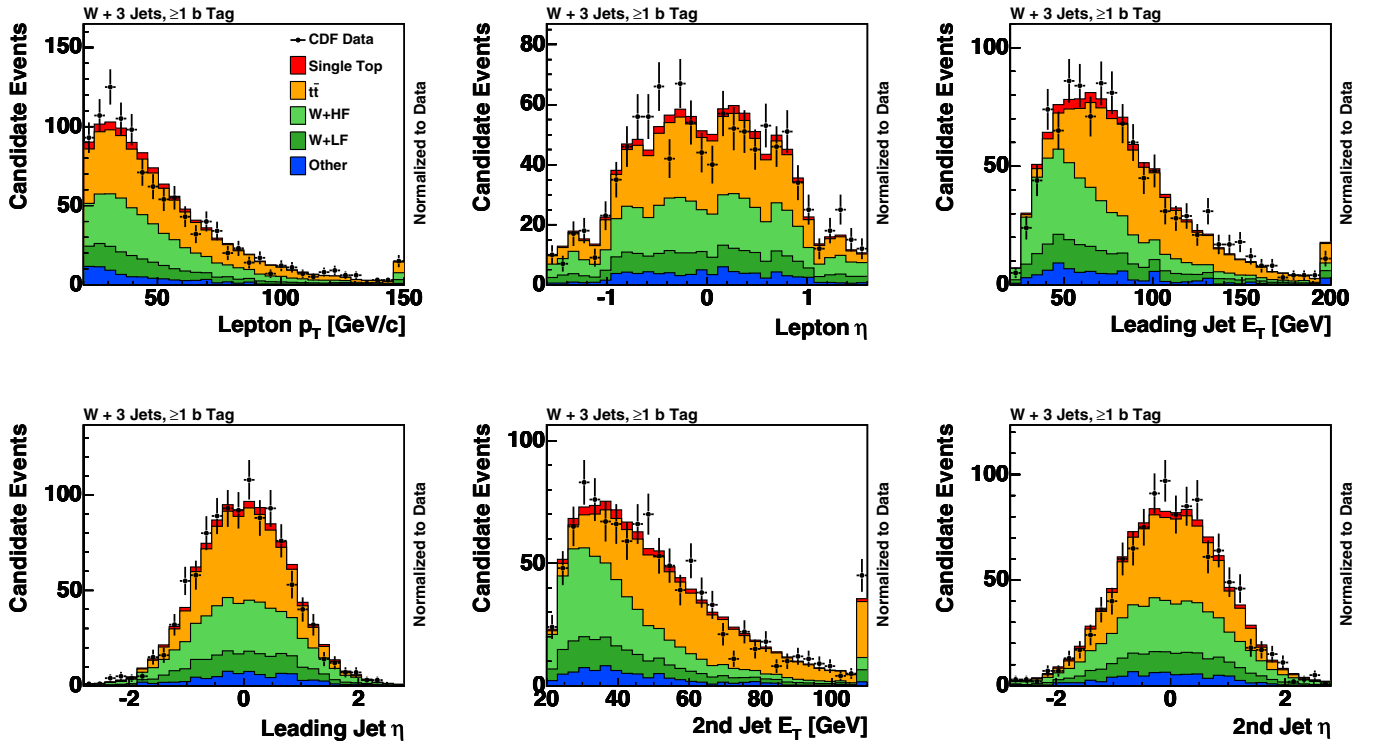 W + 3 Jets, ≥1 b Tag
Candidate Events
150
100
50
0
50
100
150
Lepton pT [GeV/c]
Normalized to Data
CDF Data
Single Top
tt̄
W+HF
W+LF
Other
W + 3 Jets, ≥1 b Tag
Candidate Events
80
60
40
20
0
-1
0
1
Lepton η
Normalized to Data
W + 3 Jets, ≥1 b Tag
Candidate Events
100
50
0
50
100
150
200
Leading Jet ET [GeV]
Normalized to Data
W + 3 Jets, ≥1 b Tag
Candidate Events
100
50
0
-2
0
2
Leading Jet η
Normalized to Data
W + 3 Jets, ≥1 b Tag
Candidate Events
100
50
0
20
40
60
80
100
2nd Jet ET [GeV]
Normalized to Data
W + 3 Jets, ≥1 b Tag
Candidate Events
100
50
0
-2
0
2
2nd Jet η
Normalized to Data